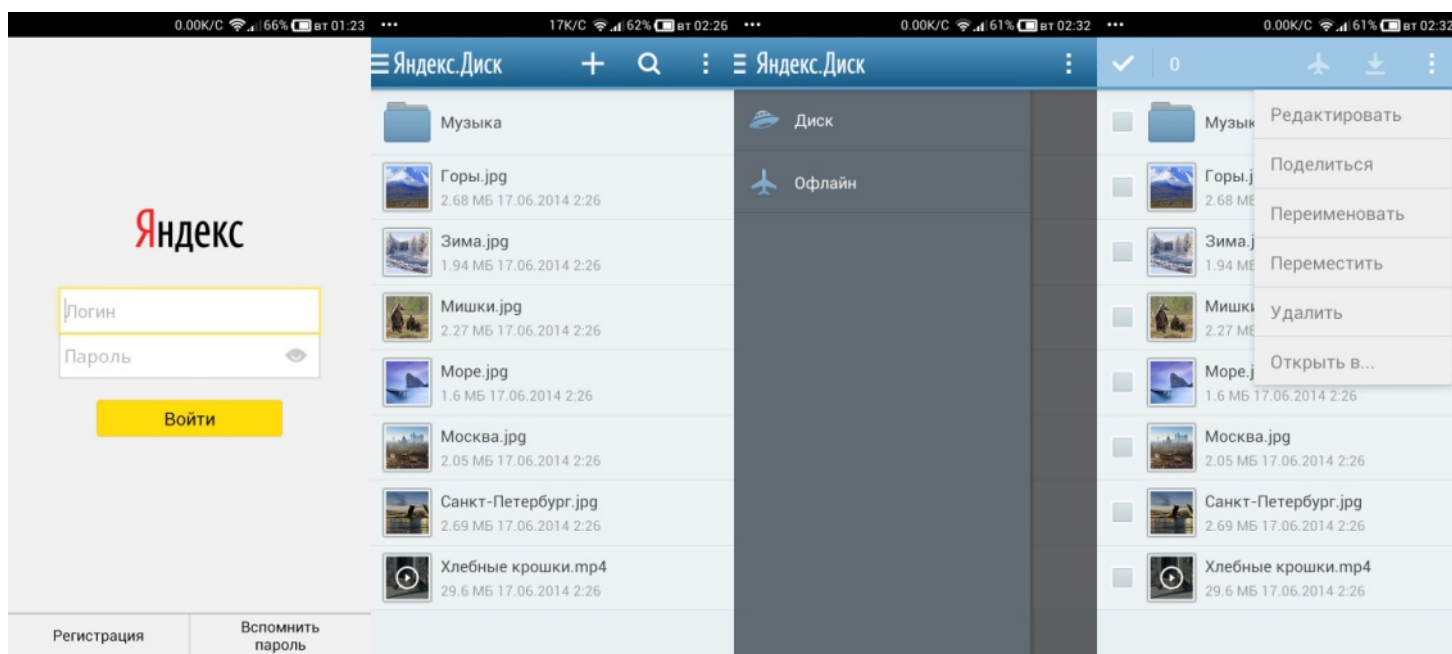 0.00K/С 66% вт 01:23
Яндекс
Логин
Пароль
Войти
Регистрация
Вспомнить
пароль
17K/С 62% вт 02:26
Яндекс.Диск
Музыка
Горы.jpg
2.68 МБ 17.06.2014 2:26
Зима.jpg
1.94 МБ 17.06.2014 2:26
Мишки.jpg
2.27 МБ 17.06.2014 2:26
Море.jpg
1.6 МБ 17.06.2014 2:26
Москва.jpg
2.05 МБ 17.06.2014 2:26
Санкт-Петербург.jpg
2.69 МБ 17.06.2014 2:26
Хлебные крошки.mp4
29.6 МБ 17.06.2014 2:26
0.00K/С 61% вт 02:32
Яндекс.Диск
Диск
Офлайн
0.00K/С 61% вт 02:32
0
Редактировать
Поделиться
Переименовать
Переместить
Удалить
Открыть в...
Музык
Горы.j
2.68 МБ
Зима.j
1.94 МБ
Мишки
2.27 МБ
Море.j
1.6 МБ 17.06.2014 2:26
Москва.jpg
2.05 МБ 17.06.2014 2:26
Санкт-Петербург.jpg
2.69 МБ 17.06.2014 2:26
Хлебные крошки.mp4
29.6 МБ 17.06.2014 2:26